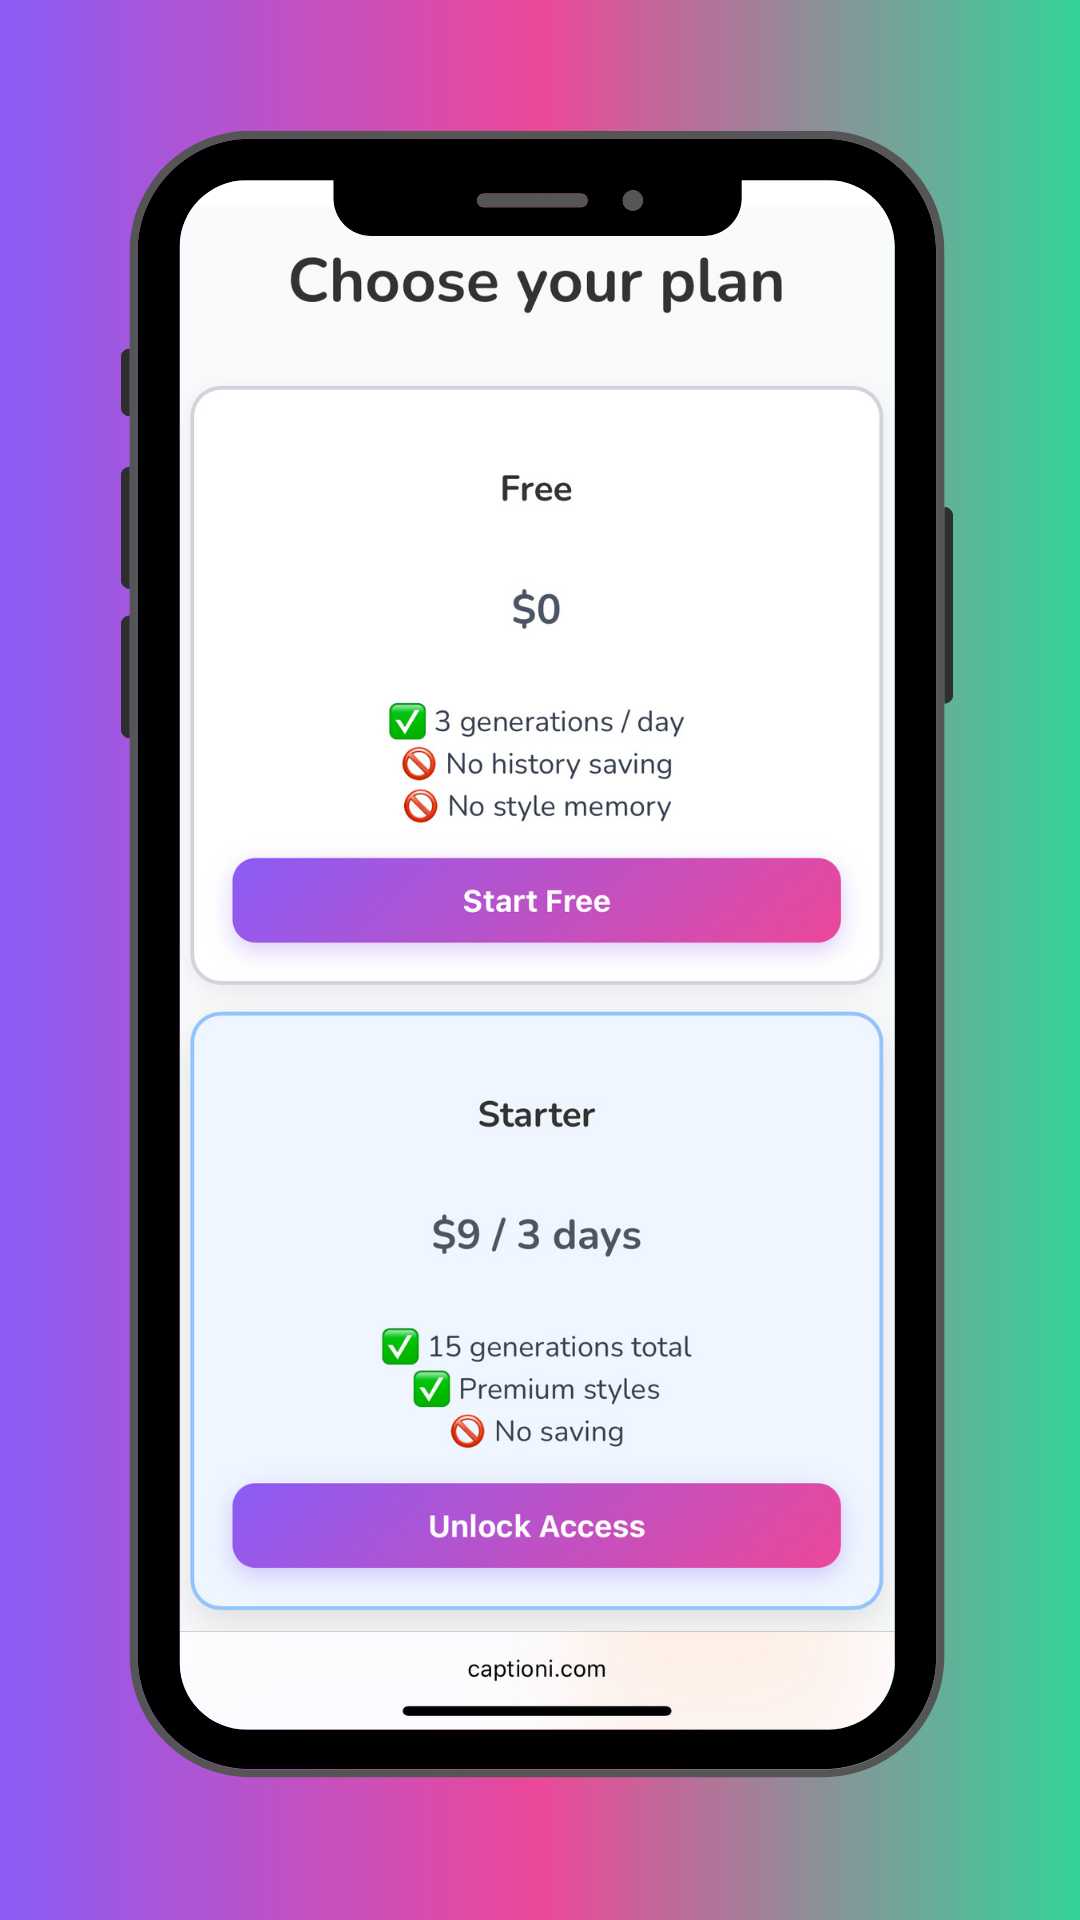 Choose your plan
Free
$0
✅ 3 generations / day
🚫 No history saving
🚫 No style memory
Start Free
Starter
$9 / 3 days
✅ 15 generations total
✅ Premium styles
🚫 No saving
Unlock Access
captioni.com